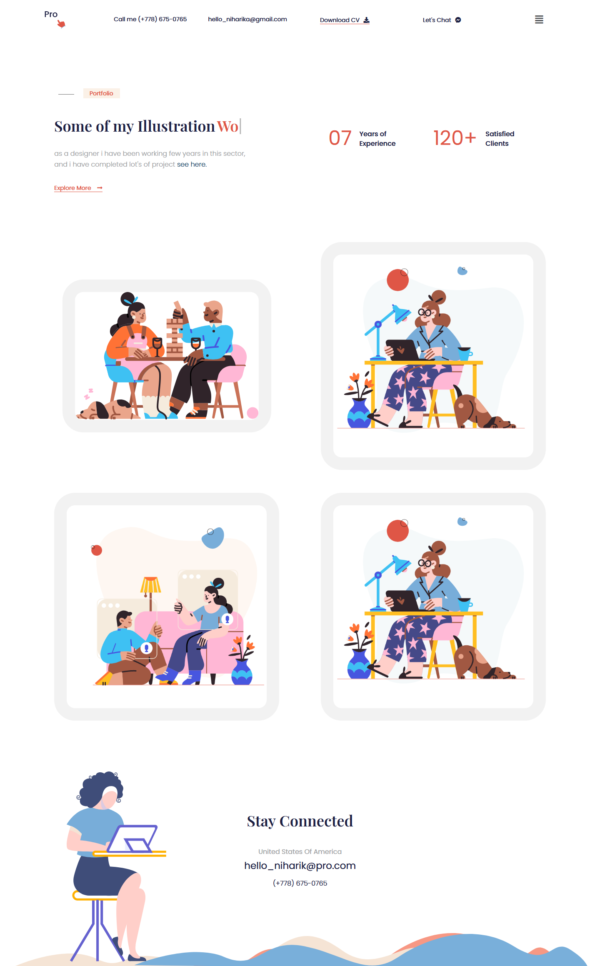 Pro
Call me (+778) 675-0765
hello_niharika@gmail.com
Download CV
Let's Chat
Portfolio
Some of my Illustration Wo
as a designer i have been working few years in this sector,
and i have completed lot's of project see here.
Explore More
07 Years of
Experience
120+ Satisfied
Clients
Stay Connected
United States Of America
hello_niharik@pro.com
(+778) 675-0765